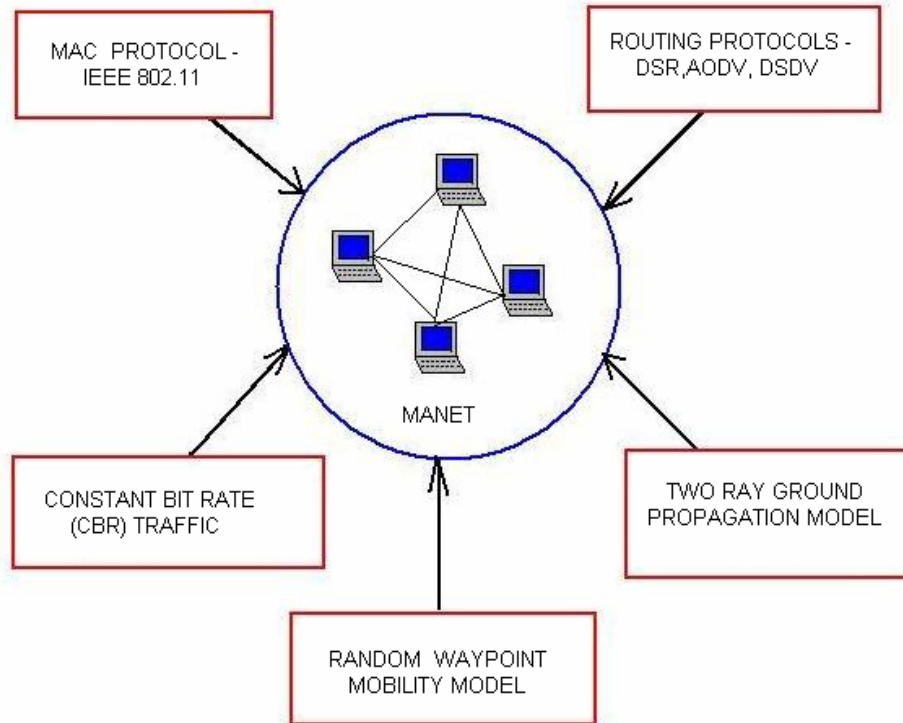 MAC PROTOCOL -
IEEE 802.11
ROUTING PROTOCOLS -
DSR,AODV, DSDV
MANET
CONSTANT BIT RATE
(CBR) TRAFFIC
TWO RAY GROUND
PROPAGATION MODEL
RANDOM WAYPOINT
MOBILITY MODEL